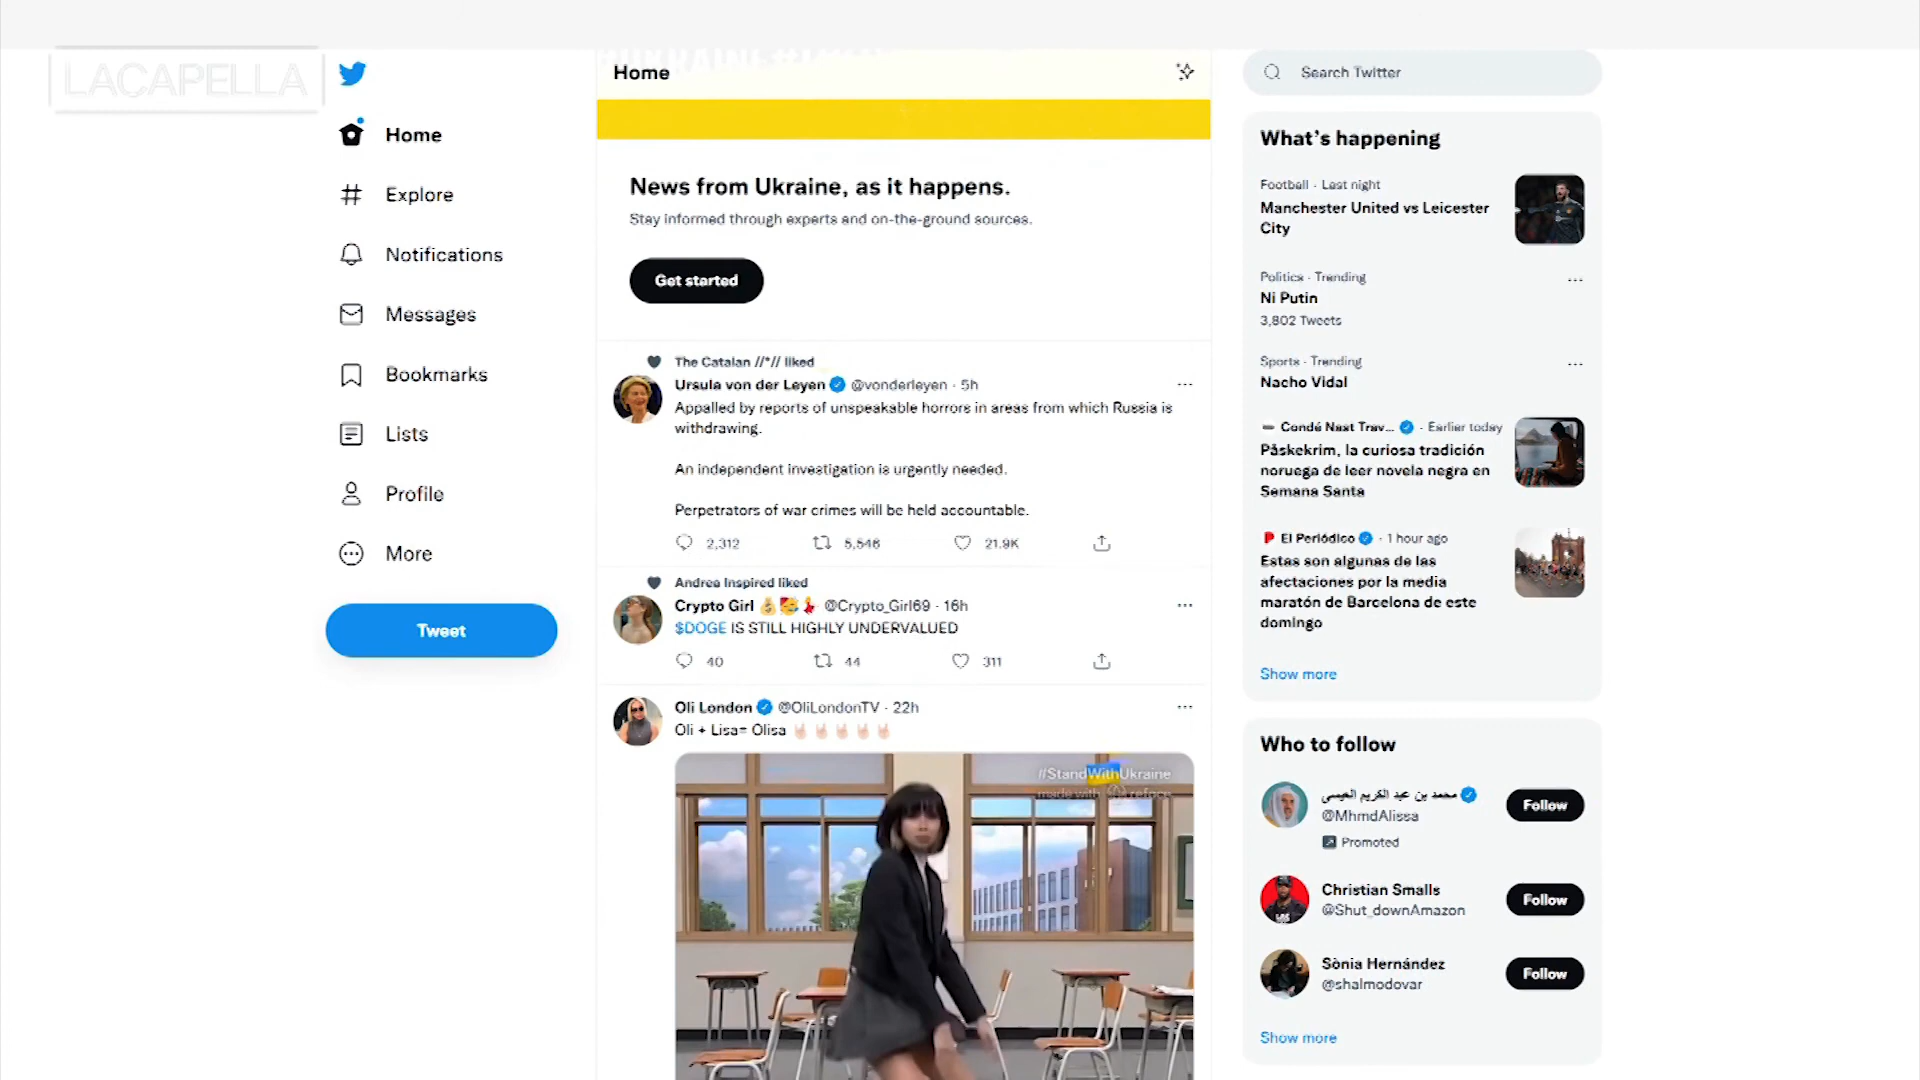 LACAPELLA
Home
Explore
Notifications
Messages
Bookmarks
Lists
Profile
More
Tweet
Home
News from Ukraine, as it happens.
Stay informed through experts and on-the-ground sources.
Get started
The Catalan //*// liked
Ursula von der Leyen @vonderleyen · 5h
Appalled by reports of unspeakable horrors in areas from which Russia is
withdrawing.
An independent investigation is urgently needed.
Perpetrators of war crimes will be held accountable.
2,312 5,546 21.9K
Andrea Inspired liked
Crypto Girl 💰🥳💃 @Crypto_Girl69 · 16h
$DOGE IS STILL HIGHLY UNDERVALUED
40 44 311
Oli London @OliLondonTV · 22h
Oli + Lisa= Olisa 🤘🏻🤘🏻🤘🏻🤘🏻🤘🏻
//StandWithUkraine
made with reface
Search Twitter
What's happening
Football · Last night
Manchester United vs Leicester
City
Politics · Trending
Ni Putin
3,802 Tweets
Sports · Trending
Nacho Vidal
Condé Nast Trav... · Earlier today
Påskekrim, la curiosa tradición
noruega de leer novela negra en
Semana Santa
El Periódico · 1 hour ago
Estas son algunas de las
afectaciones por la media
maratón de Barcelona de este
domingo
Show more
Who to follow
محمد بن عبد الكريم العيسى
@MhmdAlissa
Promoted
Follow
Christian Smalls
@Shut_downAmazon
Follow
Sònia Hernández
@shalmodovar
Follow
Show more